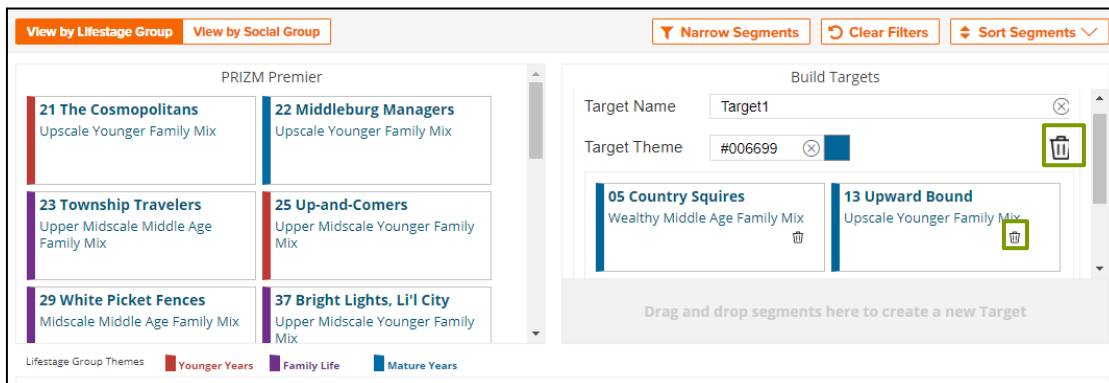 View by Lifestage Group View by Social Group Narrow Segments Clear Filters Sort Segments
PRIZM Premier
21 The Cosmopolitans
Upscale Younger Family Mix
22 Middleburg Managers
Upscale Younger Family Mix
23 Township Travelers
Upper Midscale Middle Age
Family Mix
25 Up-and-Comers
Upper Midscale Younger Family
Mix
29 White Picket Fences
Midscale Middle Age Family Mix
37 Bright Lights, Li'l City
Upper Midscale Younger Family
Mix
Lifestage Group Themes Younger Years Family Life Mature Years
Build Targets
Target Name Target1
Target Theme #006699
05 Country Squires
Wealthy Middle Age Family Mix
13 Upward Bound
Upscale Younger Family Mix
Drag and drop segments here to create a new Target